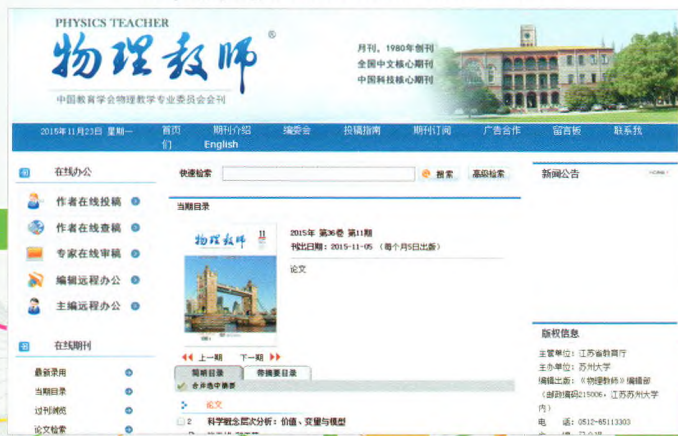 PHYSICS TEACHER
物理教师®
中国教育学会物理教学专业委员会会刊
月刊，1980年创刊
全国中文核心期刊
中国科技核心期刊
2015年11月23日 星期一 首页 期刊介绍 编委会 投稿指南 期刊订阅 广告合作 留言板 联系我
们 English
在线办公
作者在线投稿
作者在线查稿
专家在线审稿
编辑远程办公
主编远程办公
在线期刊
最新录用
当期目录
过刊浏览
论文检索
快速检索 搜索 高级检索
当期目录
物理教师 11
2015年 第36卷 第11期
刊出日期：2015-11-05 （每个月5日出版）
论文
上一期 下一期
简明目录 带摘要目录
合并选中摘要
论文
2 科学概念层次分析：价值、变量与模型
新闻公告
版权信息
主管单位：江苏省教育厅
主办单位：苏州大学
编辑出版：《物理教师》编辑部
（邮政编码215006，江苏苏州大学
内）
电 话：0512-65113303